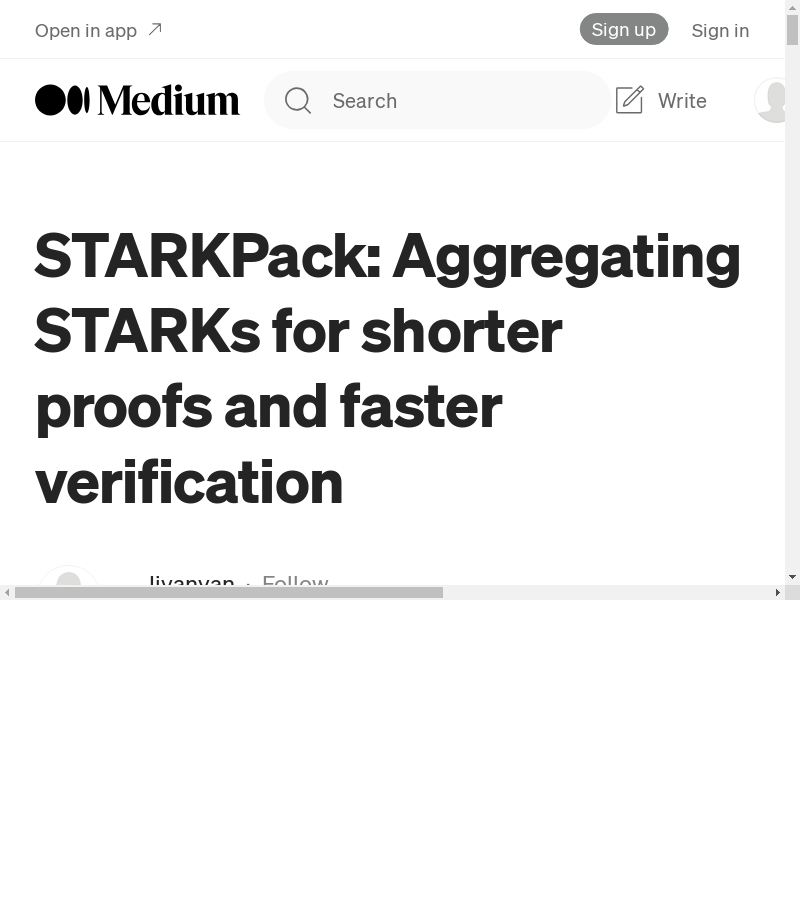 Open in app
Sign up
Sign in
Medium
Search
Write
STARKPack: Aggregating
STARKs for shorter
proofs and faster
verification
Follow